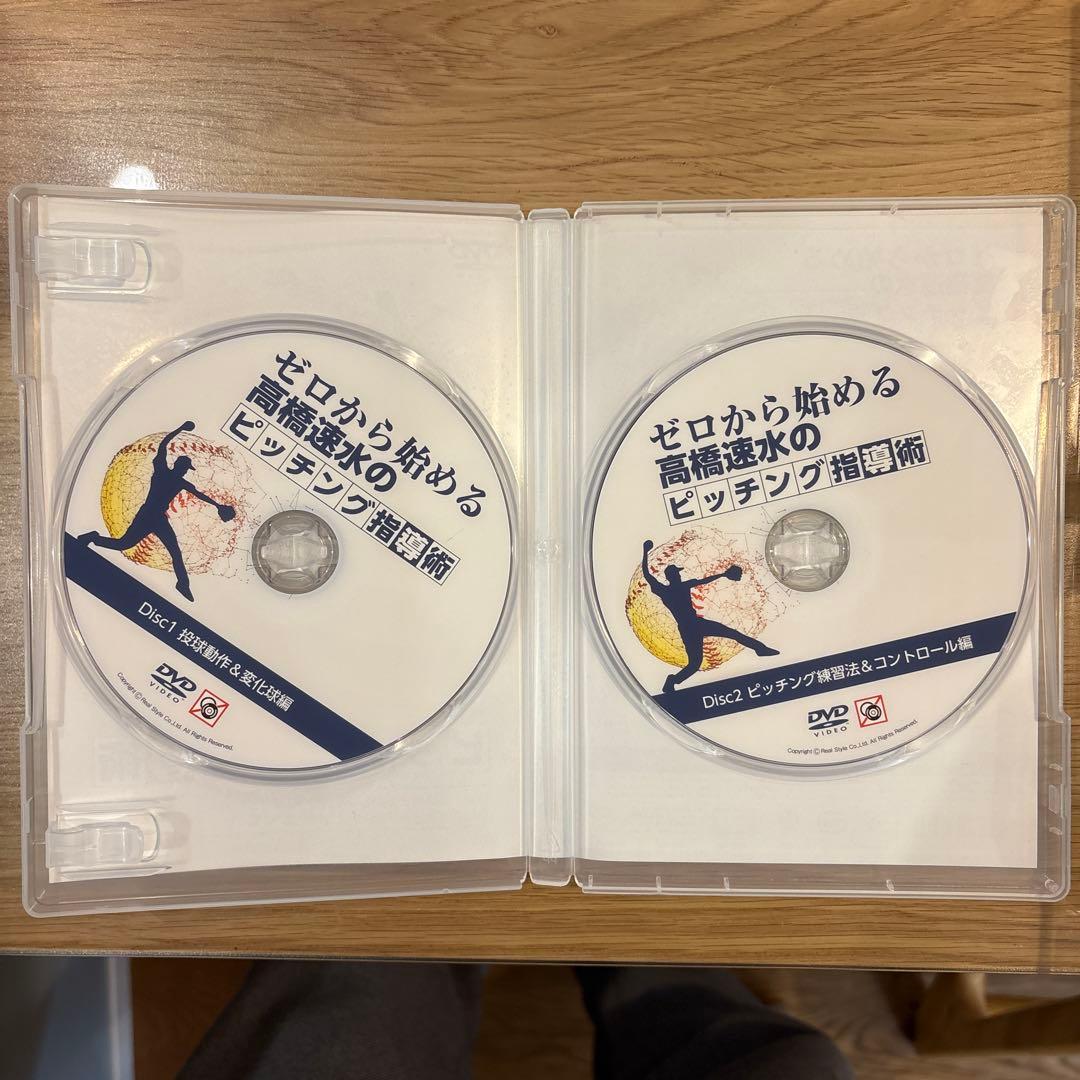 ゼロから始める
高橋速水の
ピッチング指導術
Disc1 投球動作&変化球編
DVD
VIDEO
Copyright Ⓒ Real Style Co.,Ltd. All Rights Reserved.
ゼロから始める
高橋速水の
ピッチング指導術
Disc2 ピッチング練習法&コントロール編
DVD
VIDEO
Copyright Ⓒ Real Style Co.,Ltd. All Rights Reserved.